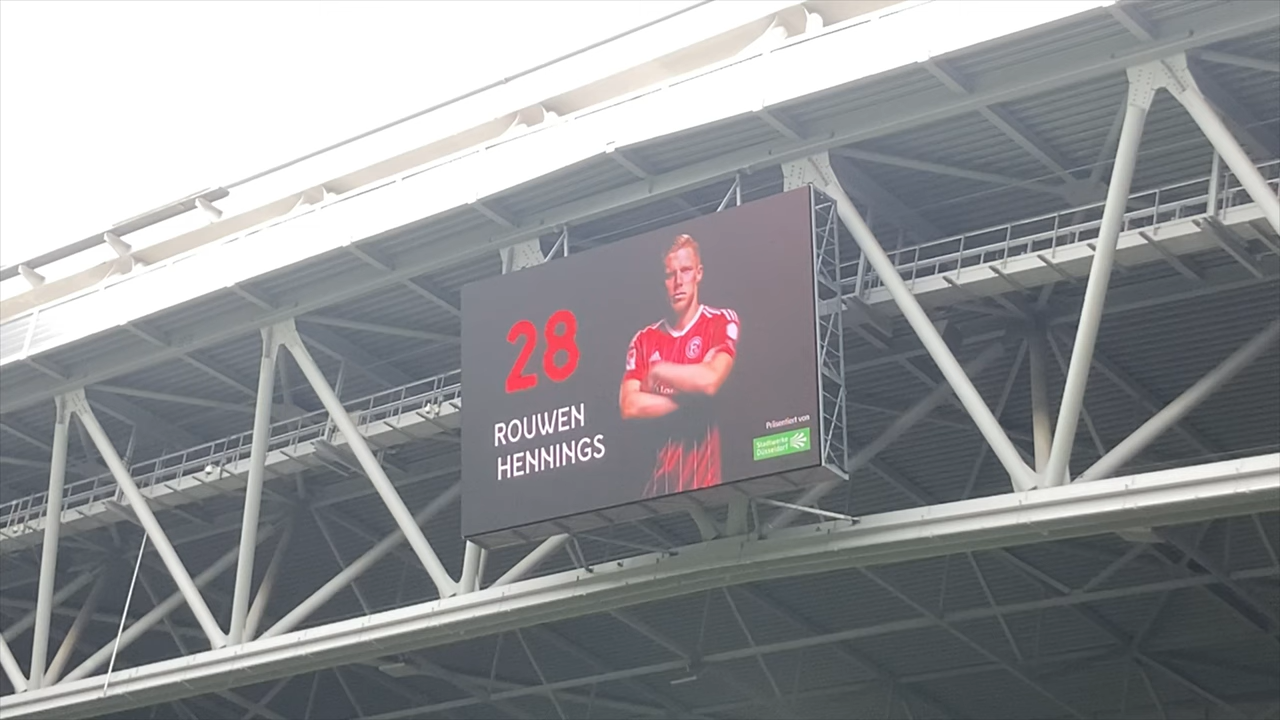 28
ROUWEN
HENNINGS
Präsentiert von
Stadtwerke
Düsseldorf